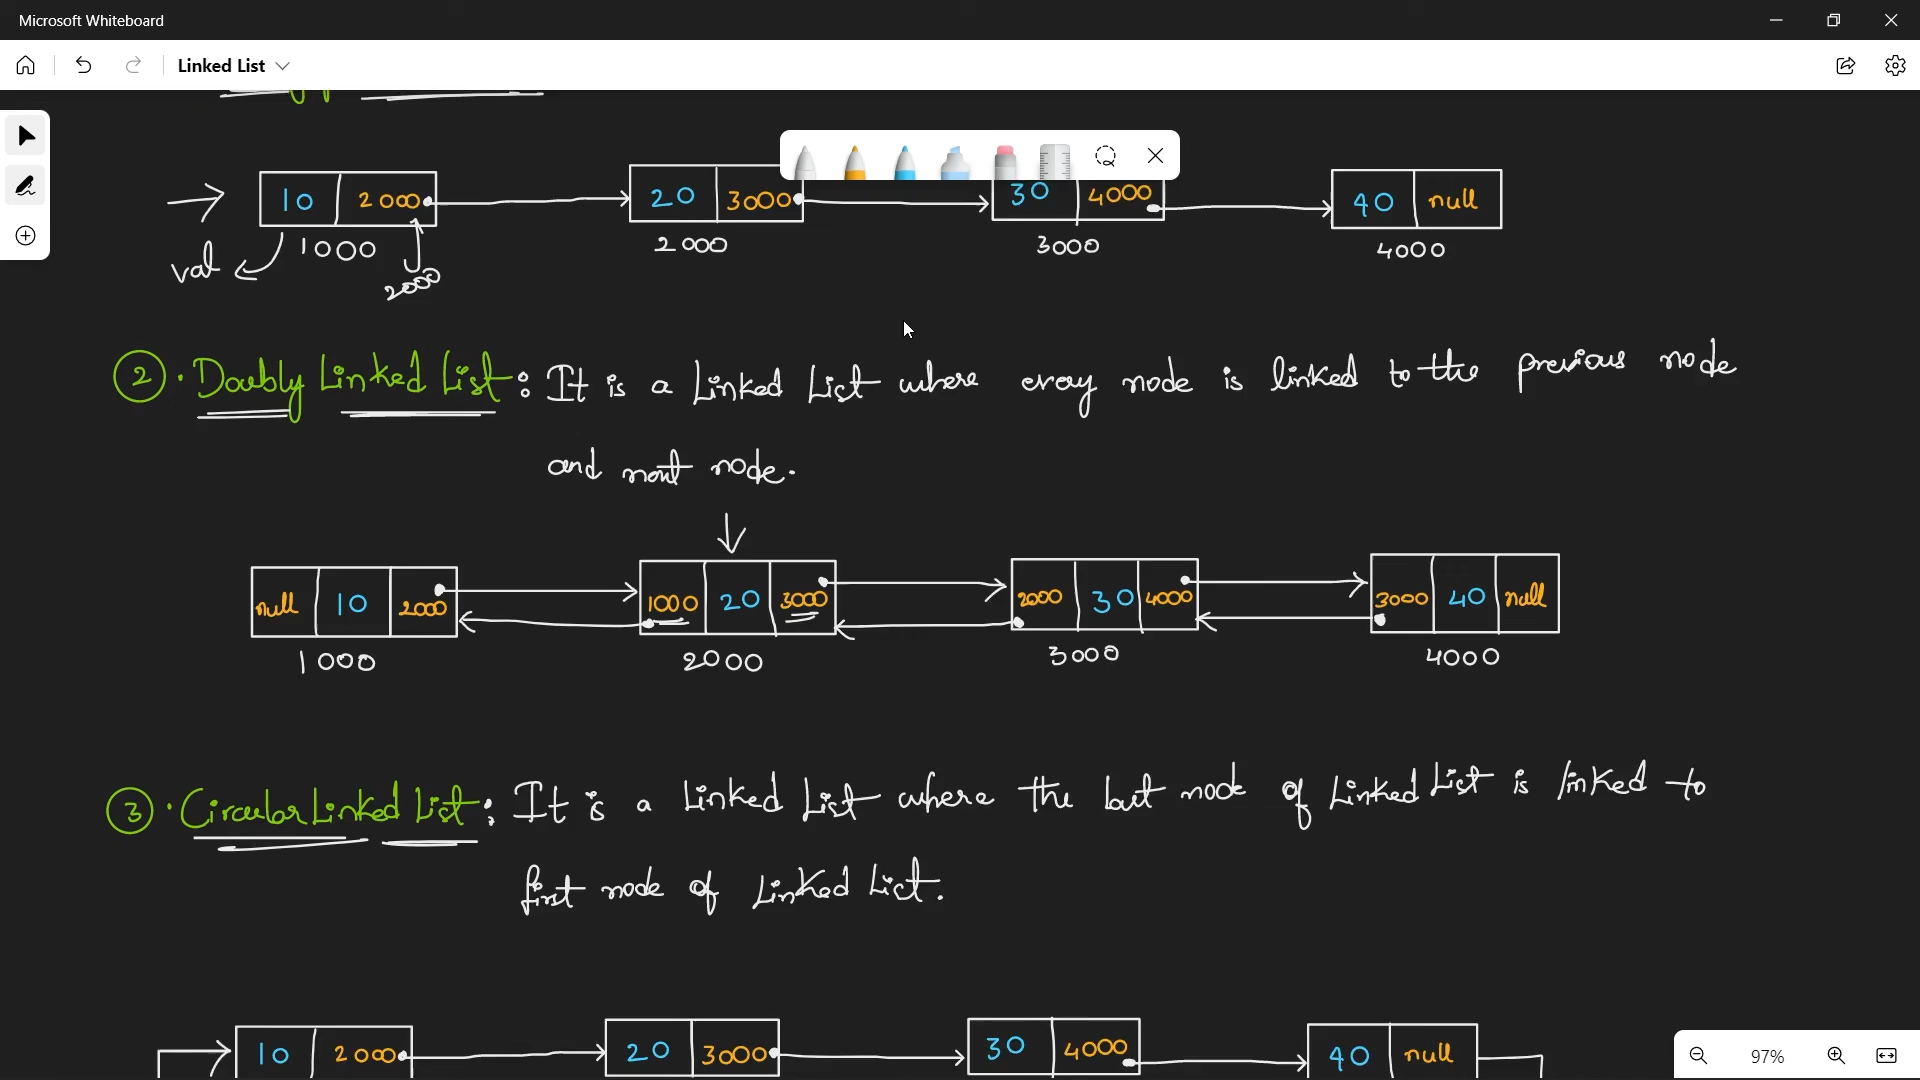 Microsoft Whiteboard
Linked List
10 2000 20 3000 30 4000 40 null
1000 2000 3000 4000
val 2000
2. Doubly Linked List: It is a Linked List where every node is linked to the previous node
and next node.
null 10 2000 1000 20 3000 2000 30 4000 3000 40 null
1000 2000 3000 4000
3. Circular Linked List: It is a Linked List where the last node of Linked List is linked to
first node of Linked List.
10 2000 20 3000 30 4000 40 null
97%